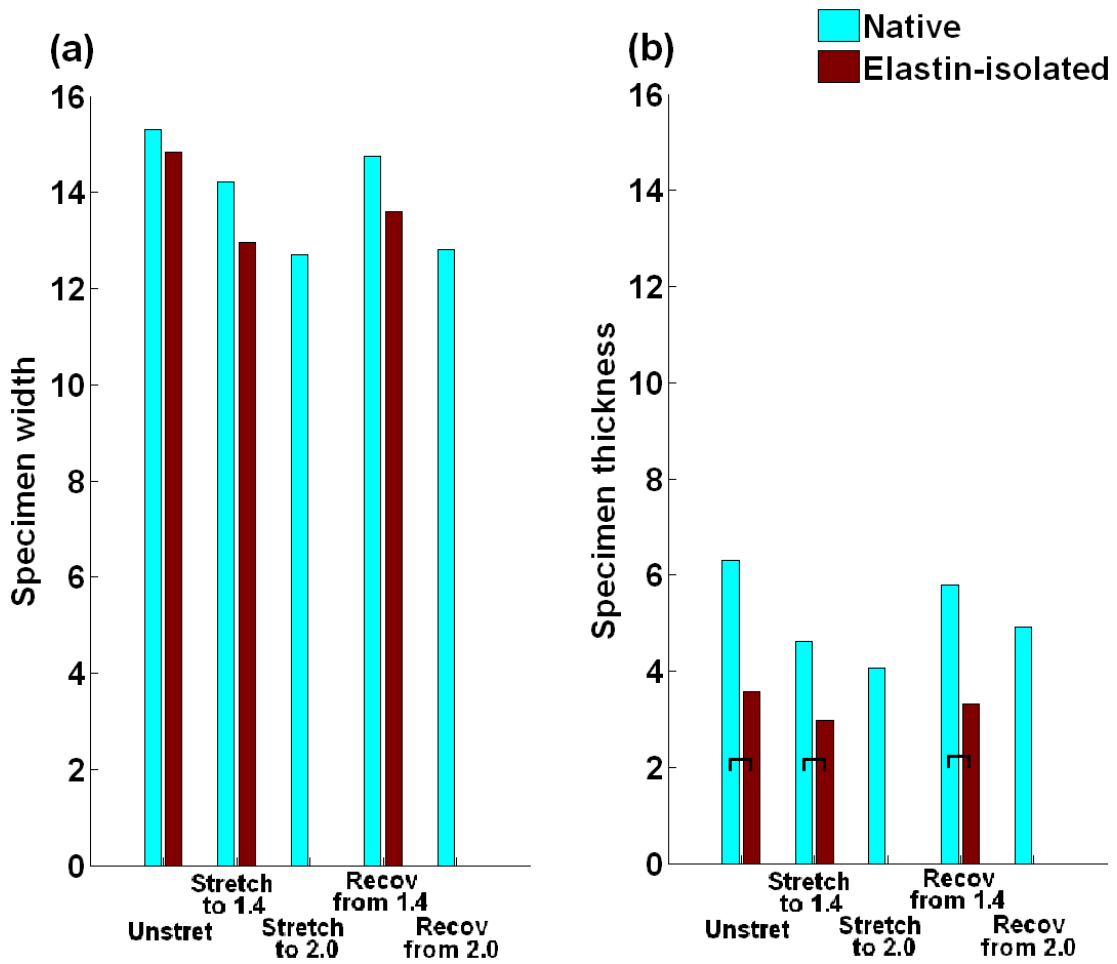 (a)
(b)
Native
Elastin-isolated
16
14
12
10
8
6
4
2
0
Specimen width
Unstret
Stretch
to 1.4
Stretch
to 2.0
Recov
from 1.4
Recov
from 2.0
16
14
12
10
8
6
4
2
0
Specimen thickness
Unstret
Stretch
to 1.4
Stretch
to 2.0
Recov
from 1.4
Recov
from 2.0